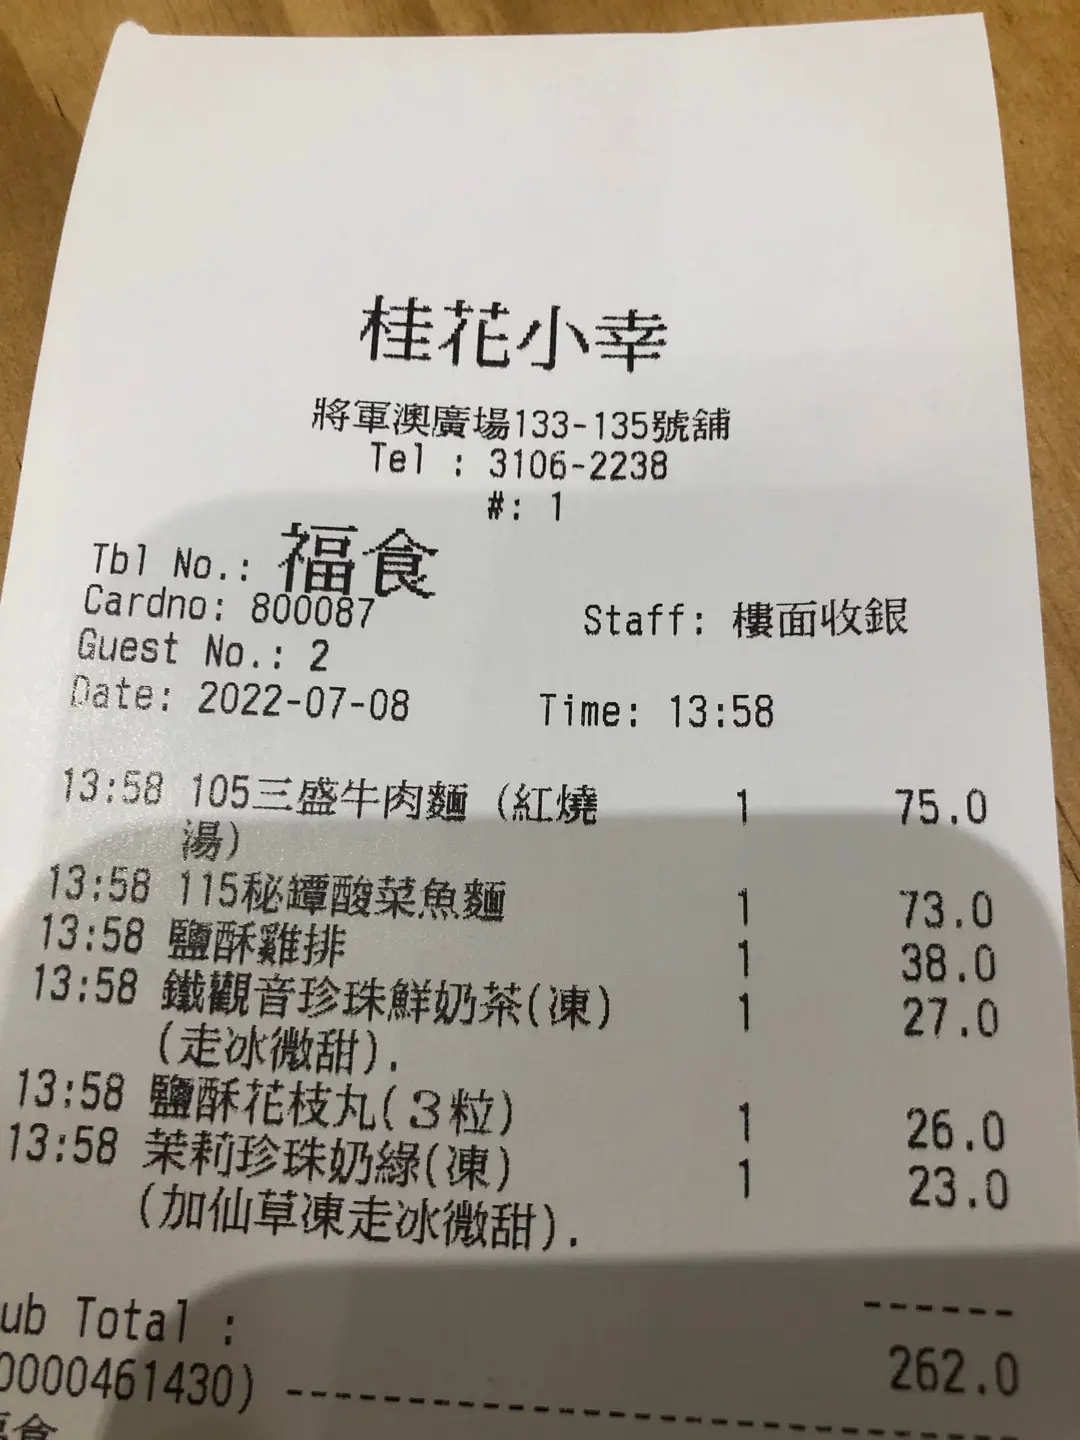 桂花小幸
將軍澳廣場133-135號舖
Tel : 3106-2238
#: 1
Tbl No.: 福食
Cardno: 800087 Staff: 樓面收銀
Guest No.: 2
Date: 2022-07-08 Time: 13:58
13:58 105三盛牛肉麵 (紅燒 1 75.0
湯)
13:58 115秘罈酸菜魚麵 1 73.0
13:58 鹽酥雞排 1 38.0
13:58 鐵觀音珍珠鮮奶茶(凍) 1 27.0
(走冰微甜).
13:58 鹽酥花枝丸(３粒) 1 26.0
13:58 茉莉珍珠奶綠(凍) 1 23.0
(加仙草凍走冰微甜).
------
ub Total : 262.0
0000461430) ------------------------------
福食